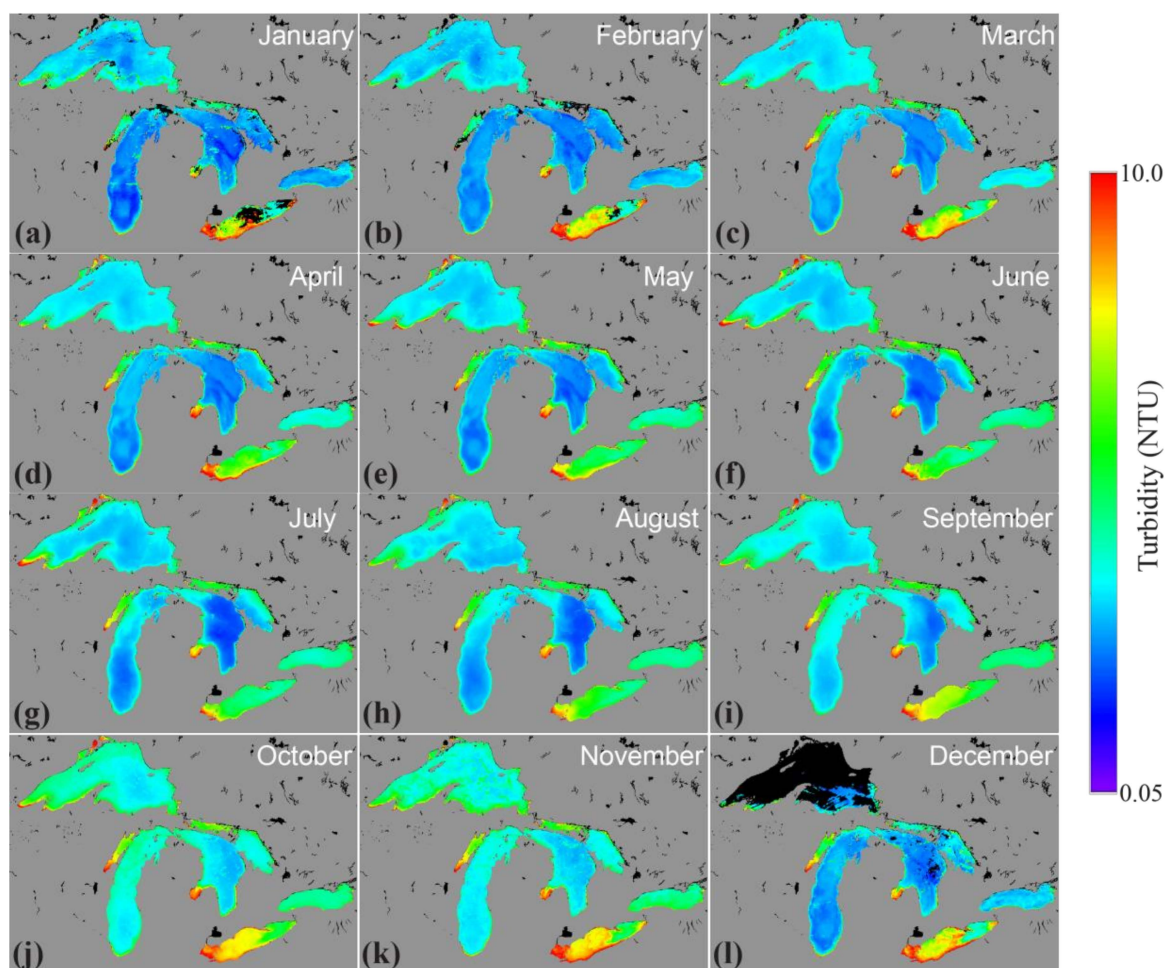 January
February
March
(a)
(b)
(c)
April
May
June
(d)
(e)
(f)
July
August
September
(g)
(h)
(i)
October
November
December
(j)
(k)
(l)
10.0
Turbidity (NTU)
0.05